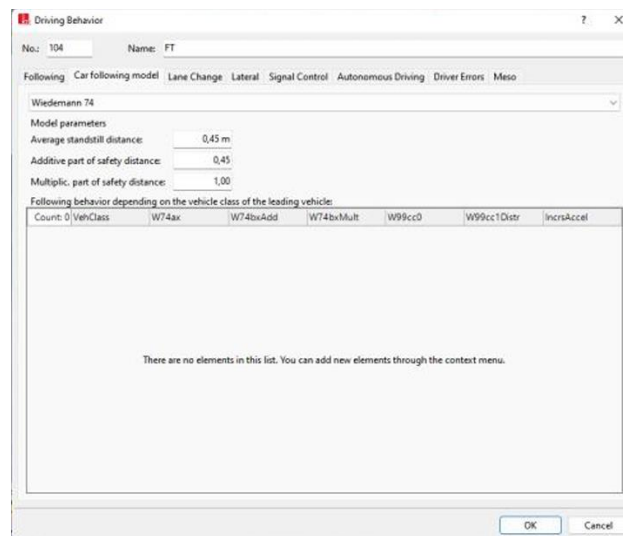 Driving Behavior ? X
No.: 104 Name: FT
Following Car following model Lane Change Lateral Signal Control Autonomous Driving Driver Errors Meso
Wiedemann 74
Model parameters
Average standstill distance: 0,45 m
Additive part of safety distance: 0,45
Multiplic. part of safety distance: 1,00
Following behavior depending on the vehicle class of the leading vehicle:
Count: 0 VehClass W74ax W74bxAdd W74bxMult W99cc0 W99cc1Distr IncrsAccel
There are no elements in this list. You can add new elements through the context menu.
OK Cancel